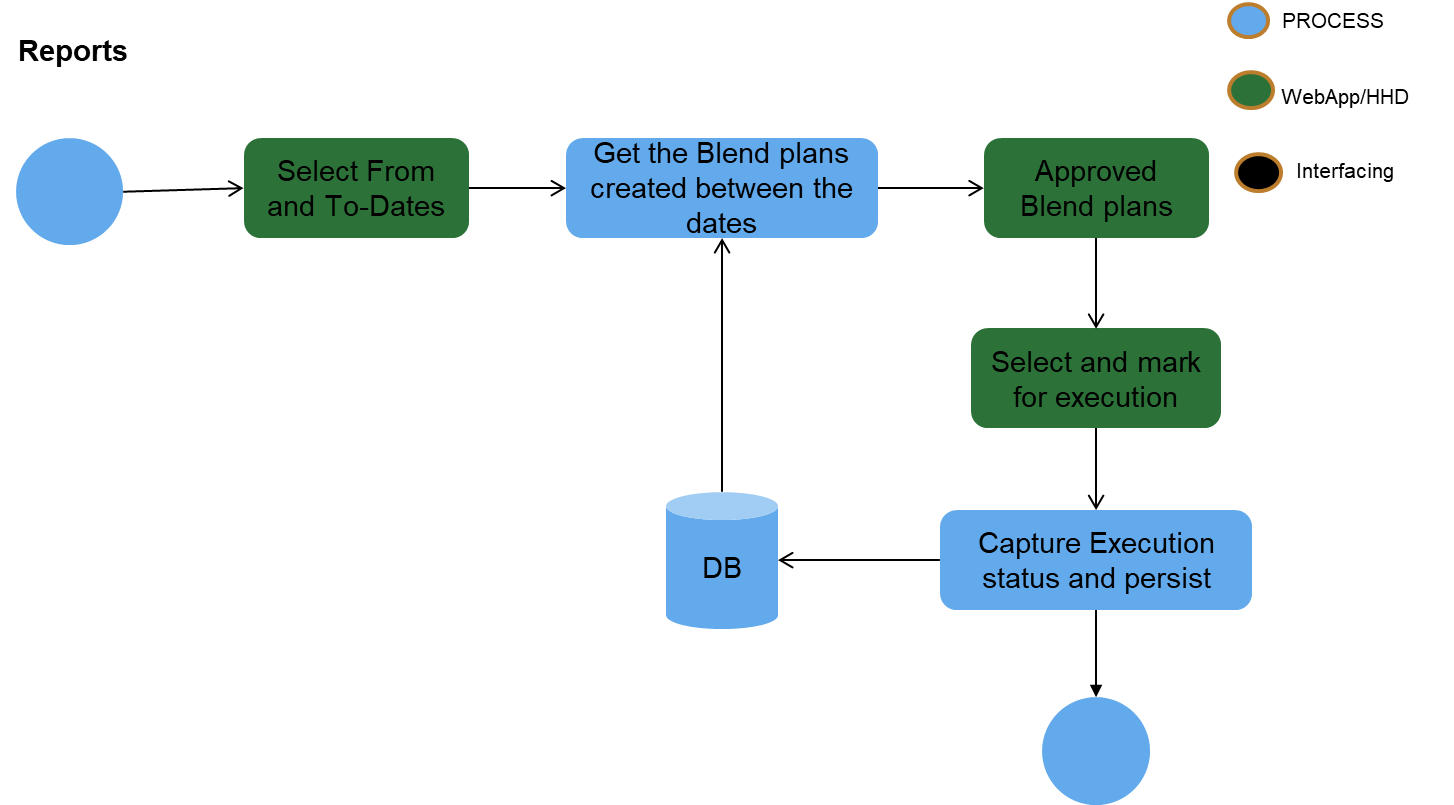 PROCESS
Reports
WebApp/HHD
Select From
and To-Dates
Get the Blend plans
created between the
dates
Approved
Blend plans
Interfacing
Select and mark
for execution
Capture Execution
status and persist
DB